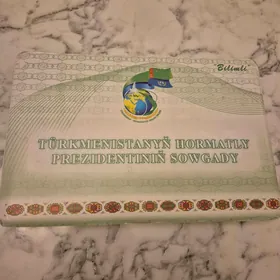 Bilimli
TÜRKMENISTANYŇ HORMATLY
PREZIDENTINIŇ SOWGADY